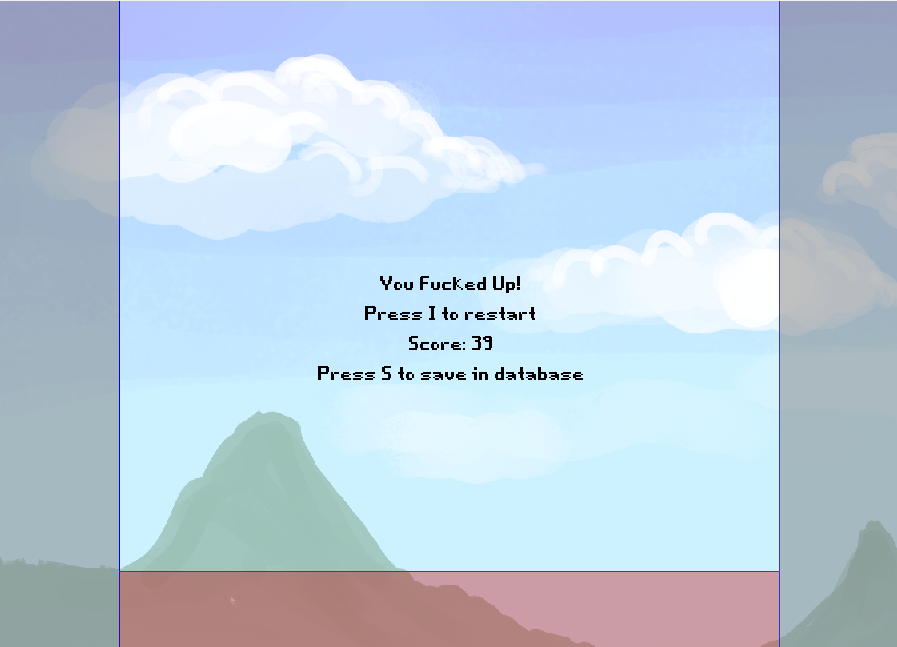 You Fucked Up!
Press I to restart
Score: 39
Press S to save in database